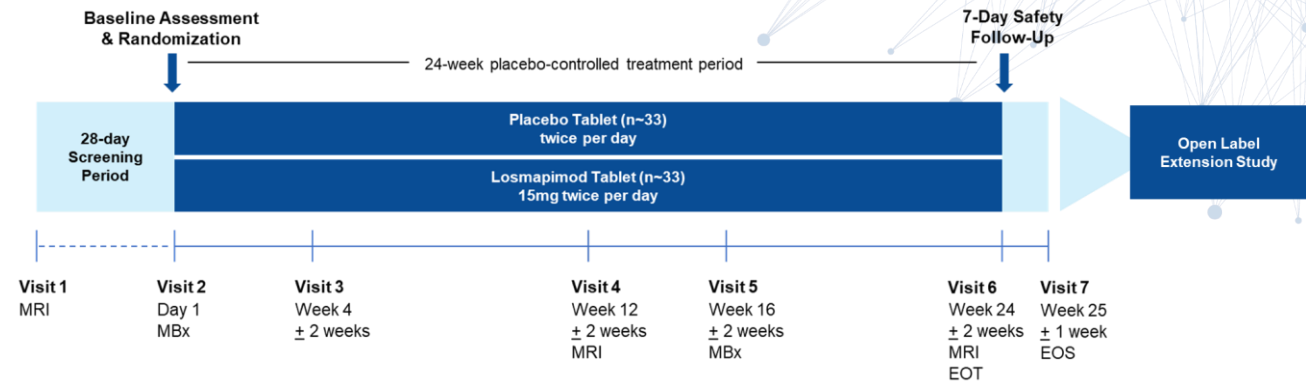 Baseline Assessment
& Randomization
7-Day Safety
Follow-Up
24-week placebo-controlled treatment period
28-day
Screening
Period
Placebo Tablet (n~33)
twice per day
Losmapimod Tablet (n~33)
15mg twice per day
Open Label
Extension Study
Visit 1
MRI
Visit 2
Day 1
MBx
Visit 3
Week 4
± 2 weeks
Visit 4
Week 12
± 2 weeks
MRI
Visit 5
Week 16
± 2 weeks
MBx
Visit 6
Week 24
± 2 weeks
MRI
EOT
Visit 7
Week 25
± 1 week
EOS